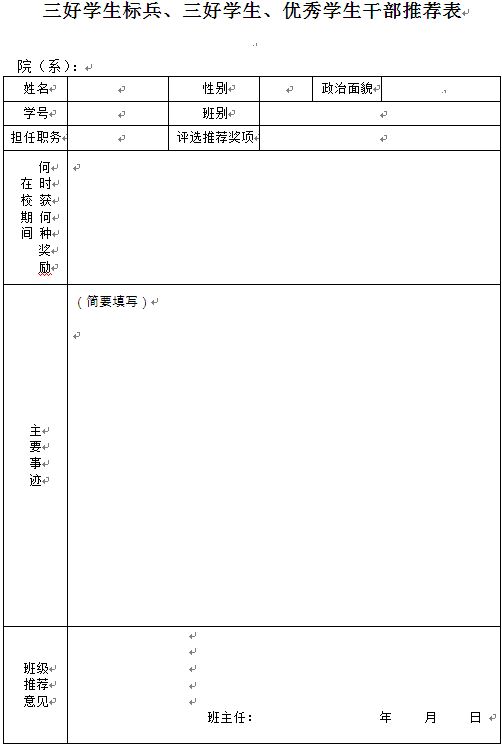 三好学生标兵、三好学生、优秀学生干部推荐表
院（系）：
姓名 性别 政治面貌
学号 班别
担任职务 评选推荐奖项
何
在 时
校 获
期 何
间 种
奖
励
（简要填写）
主
要
事
迹
班级
推荐
意见
班主任： 年 月 日